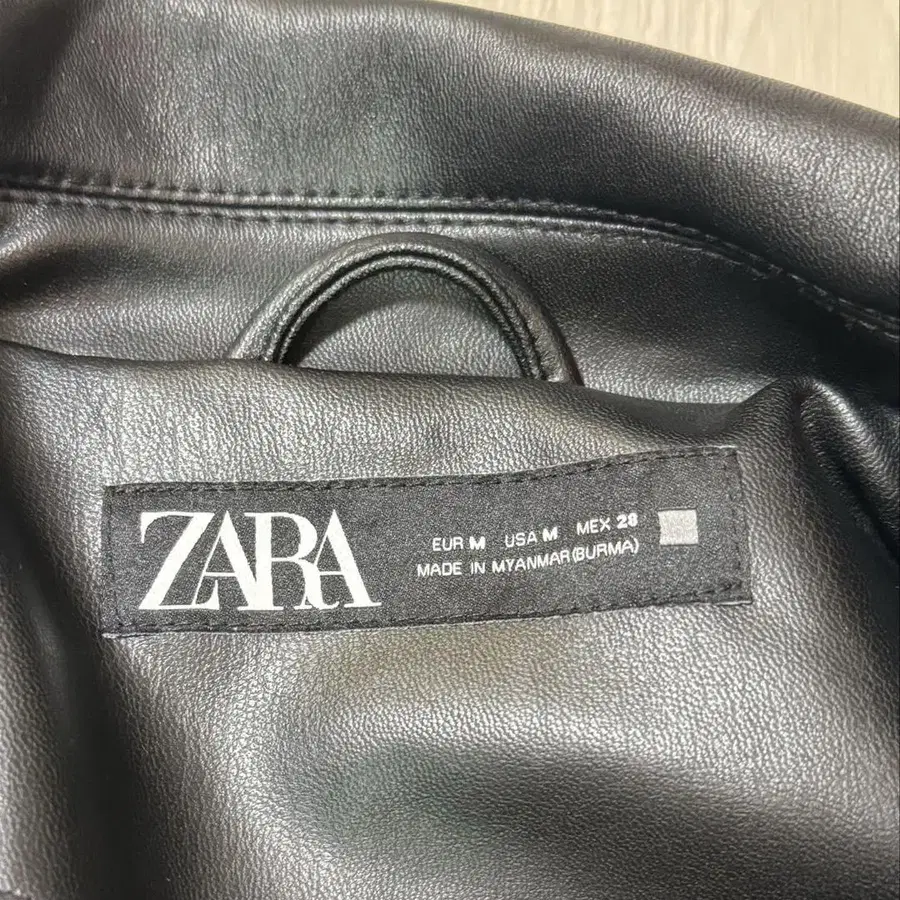 ZARA
EUR M USA M MEX 28
MADE IN MYANMAR (BURMA)